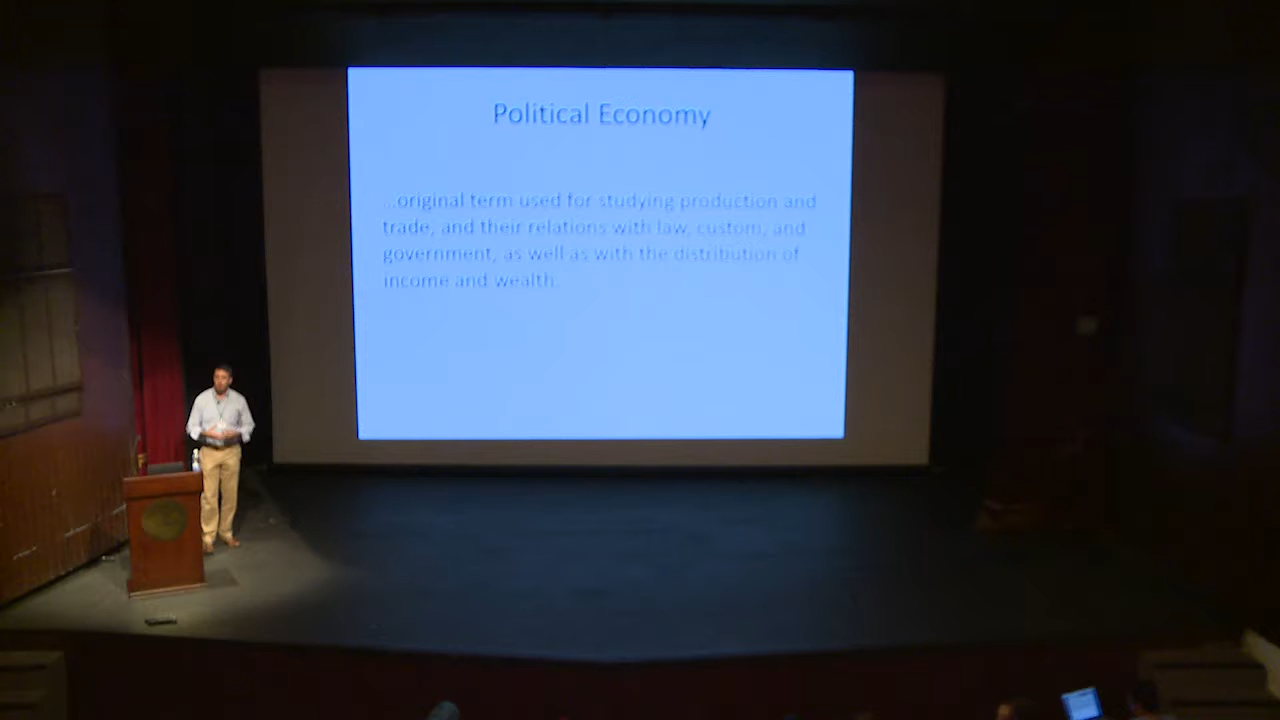 Political Economy
...original term used for studying production and
trade, and their relations with law, custom, and
government, as well as with the distribution of
income and wealth.